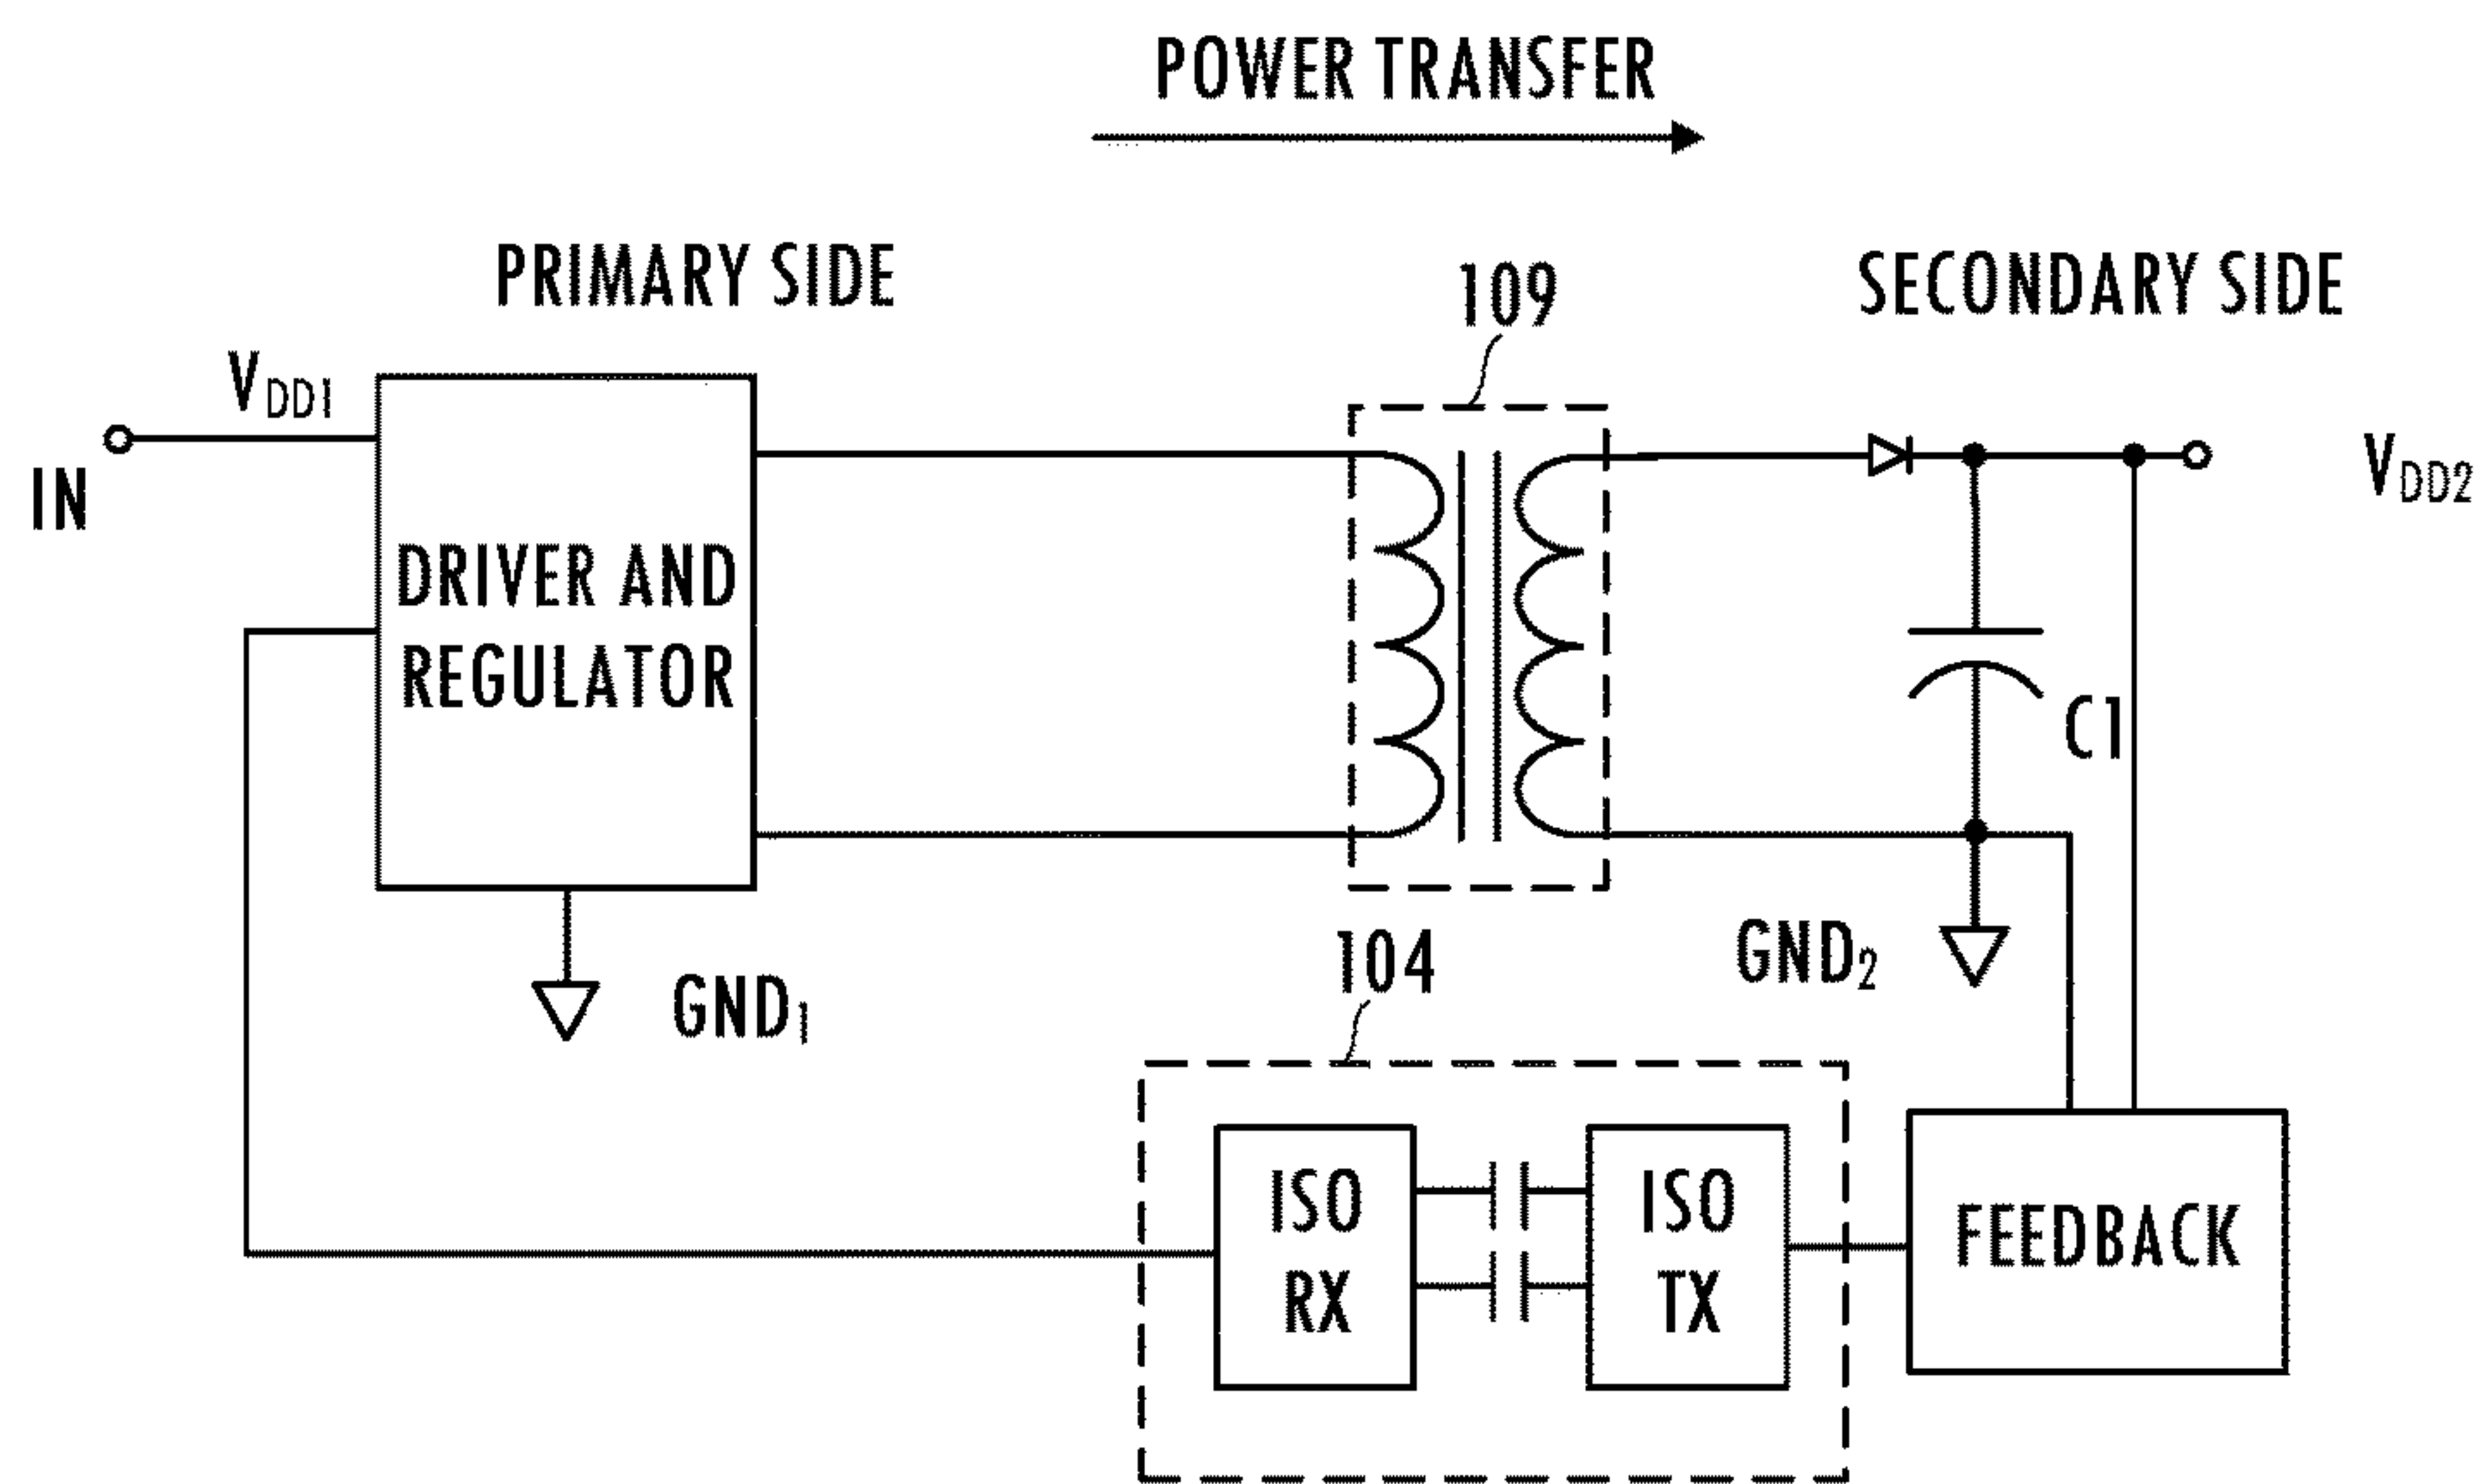 POWER TRANSFER
PRIMARY SIDE
SECONDARY SIDE
109
VDD1
IN
VDD2
DRIVER AND
REGULATOR
C1
GND1
GND2
104
ISO
RX
ISO
TX
FEEDBACK